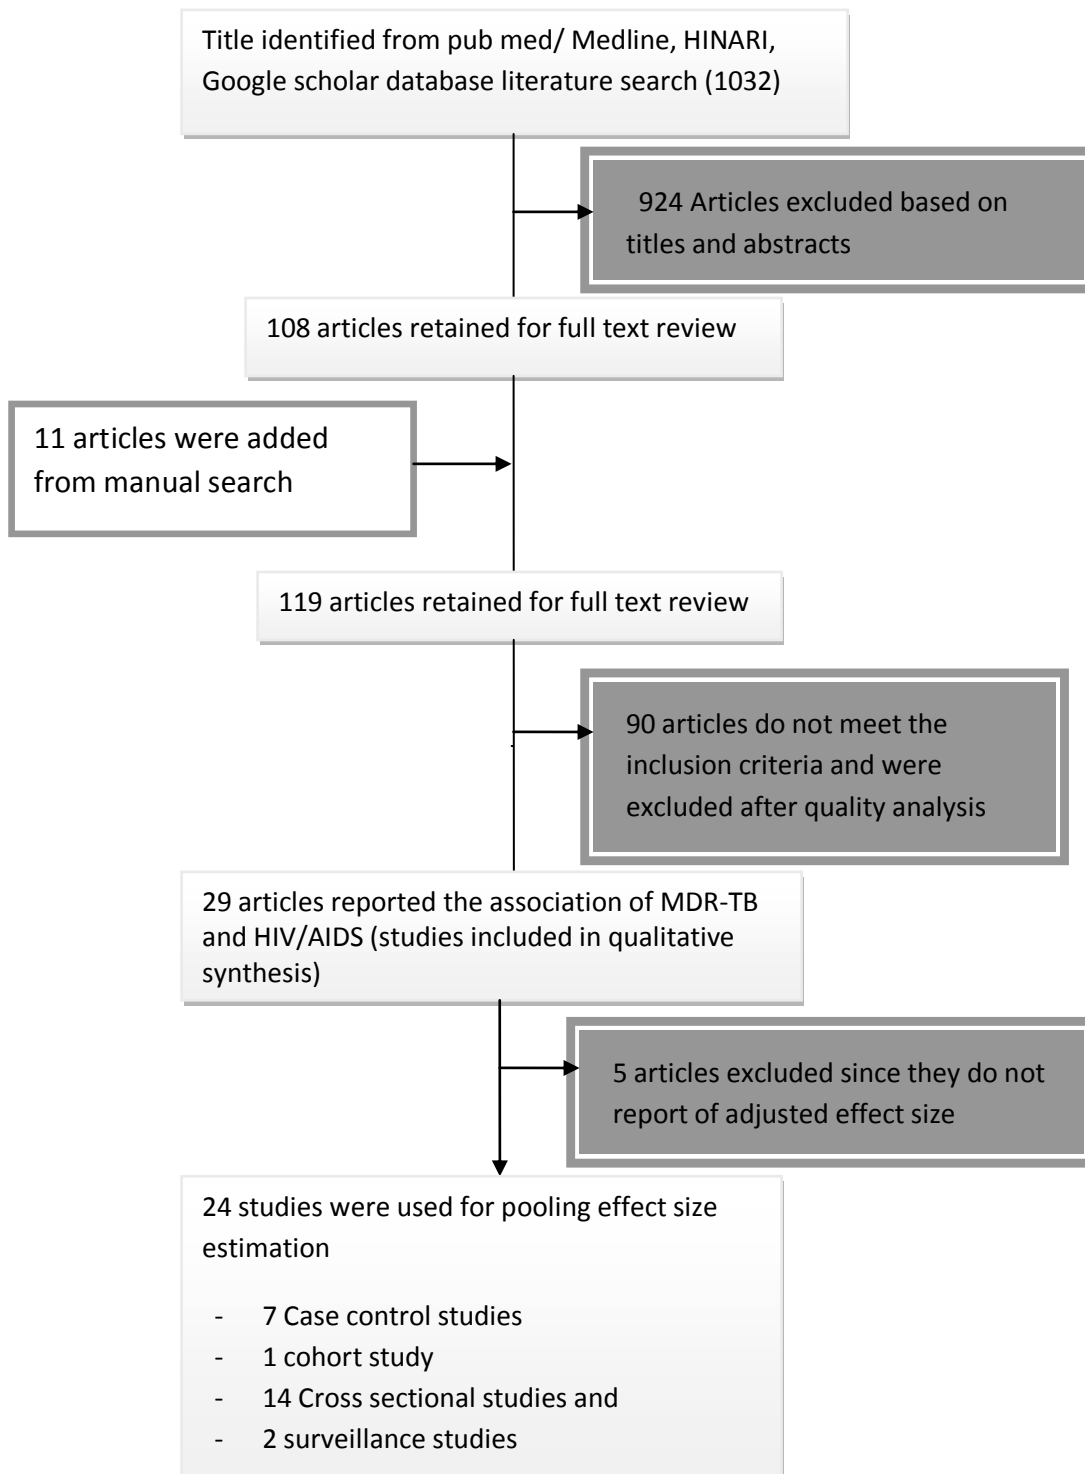 Title identified from pub med/ Medline, HINARI,
Google scholar database literature search (1032)
924 Articles excluded based on
titles and abstracts
108 articles retained for full text review
11 articles were added
from manual search
119 articles retained for full text review
90 articles do not meet the
inclusion criteria and were
excluded after quality analysis
29 articles reported the association of MDR-TB
and HIV/AIDS (studies included in qualitative
synthesis)
5 articles excluded since they do not
report of adjusted effect size
24 studies were used for pooling effect size
estimation
- 7 Case control studies
- 1 cohort study
- 14 Cross sectional studies and
- 2 surveillance studies